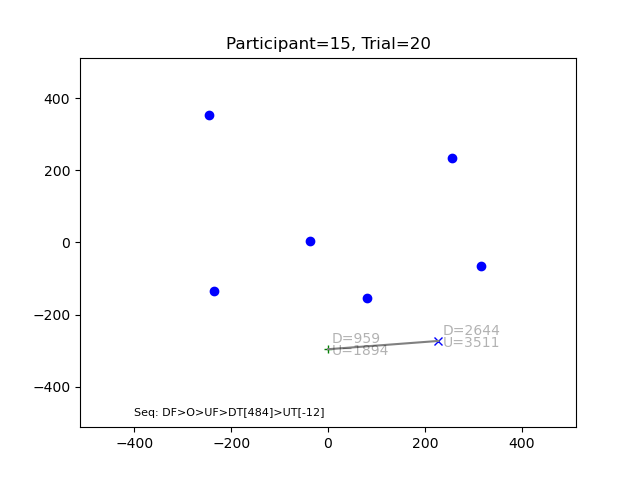 Participant=15, Trial=20
400
200
0
−200
−400
D=959
U=1894
D=2644
U=3511
Seq: DF>O>UF>DT[484]>UT[-12]
−400
−200
0
200
400